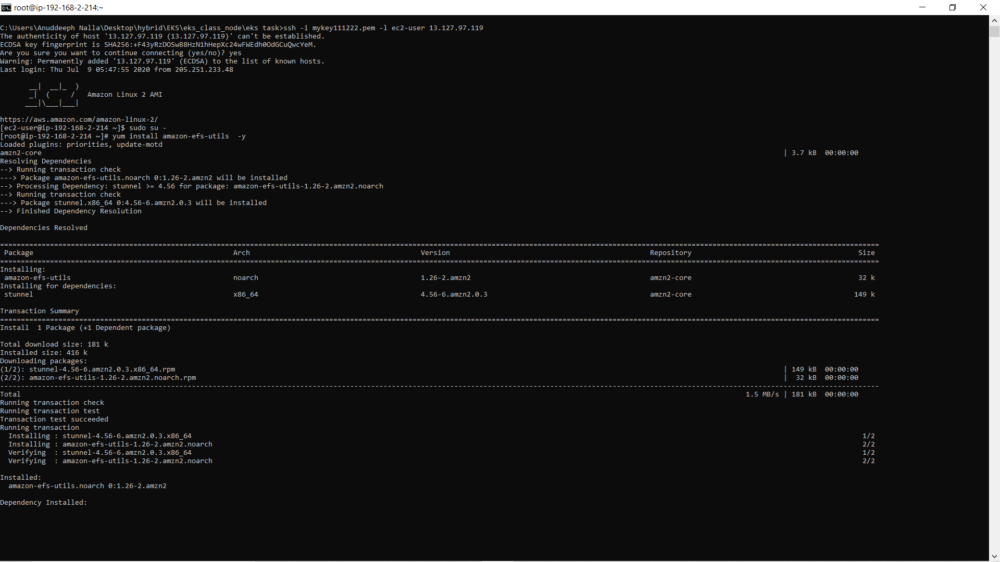 root@ip-192-168-2-214:~
C:\Users\Anuddeeph Nalla\Desktop\hybrid\EKS\eks_class_node\eks task>ssh -i mykey111222.pem -l ec2-user 13.127.97.119
The authenticity of host '13.127.97.119 (13.127.97.119)' can't be established.
ECDSA key fingerprint is SHA256:+F43yRzDOSwB8HzN1hHepXc24wFWEdh0OdGCuQwcYeM.
Are you sure you want to continue connecting (yes/no)? yes
Warning: Permanently added '13.127.97.119' (ECDSA) to the list of known hosts.
Last login: Thu Jul  9 05:47:55 2020 from 205.251.233.48
       __|  __|_  )
       _|  (     /   Amazon Linux 2 AMI
      ___|\___|___|
https://aws.amazon.com/amazon-linux-2/
[ec2-user@ip-192-168-2-214 ~]$ sudo su -
[root@ip-192-168-2-214 ~]# yum install amazon-efs-utils  -y
Loaded plugins: priorities, update-motd
amzn2-core | 3.7 kB  00:00:00
Resolving Dependencies
--> Running transaction check
---> Package amazon-efs-utils.noarch 0:1.26-2.amzn2 will be installed
--> Processing Dependency: stunnel >= 4.56 for package: amazon-efs-utils-1.26-2.amzn2.noarch
--> Running transaction check
---> Package stunnel.x86_64 0:4.56-6.amzn2.0.3 will be installed
--> Finished Dependency Resolution
Dependencies Resolved
Package Arch Version Repository Size
Installing:
amazon-efs-utils noarch 1.26-2.amzn2 amzn2-core 32 k
Installing for dependencies:
stunnel x86_64 4.56-6.amzn2.0.3 amzn2-core 149 k
Transaction Summary
Install  1 Package (+1 Dependent package)
Total download size: 181 k
Installed size: 416 k
Downloading packages:
(1/2): stunnel-4.56-6.amzn2.0.3.x86_64.rpm | 149 kB  00:00:00
(2/2): amazon-efs-utils-1.26-2.amzn2.noarch.rpm |  32 kB  00:00:00
Total 1.5 MB/s | 181 kB  00:00:00
Running transaction check
Running transaction test
Transaction test succeeded
Running transaction
  Installing : stunnel-4.56-6.amzn2.0.3.x86_64 1/2
  Installing : amazon-efs-utils-1.26-2.amzn2.noarch 2/2
  Verifying  : stunnel-4.56-6.amzn2.0.3.x86_64 1/2
  Verifying  : amazon-efs-utils-1.26-2.amzn2.noarch 2/2
Installed:
  amazon-efs-utils.noarch 0:1.26-2.amzn2
Dependency Installed: